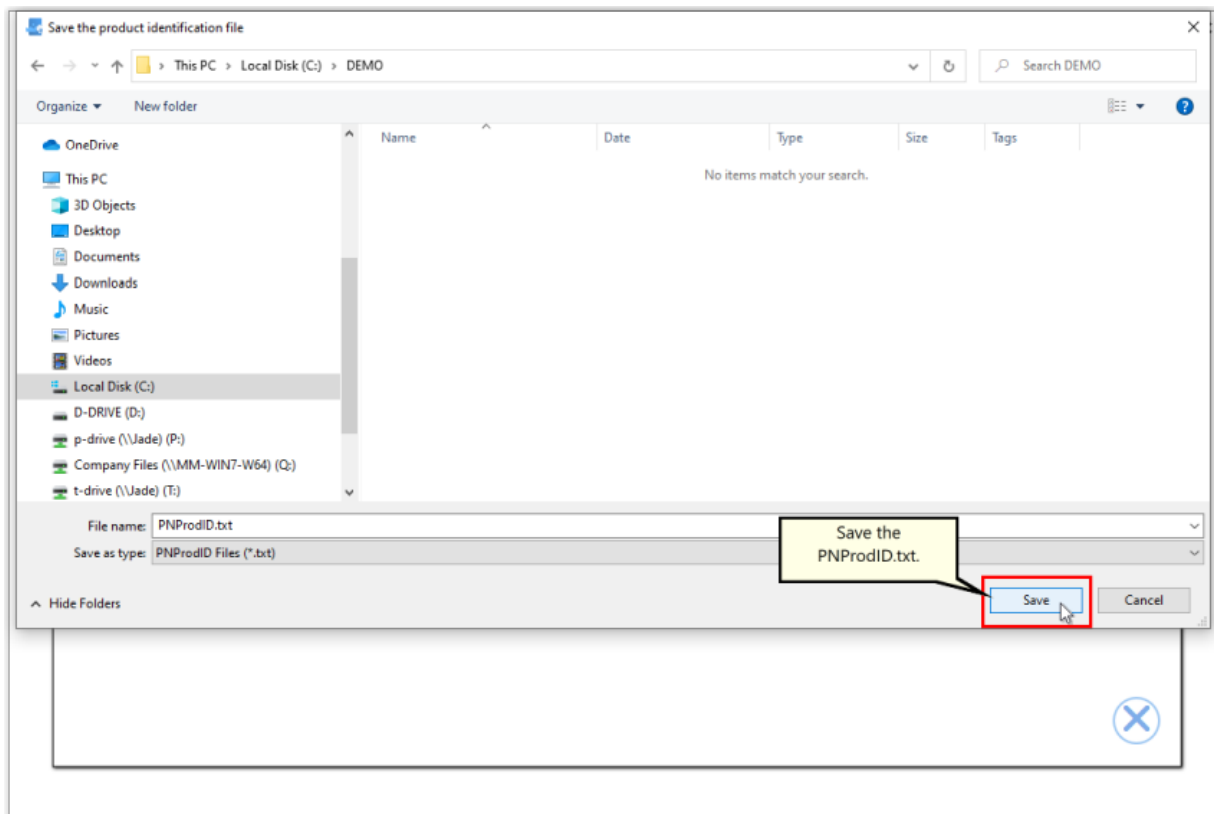 Save the product identification file
This PC > Local Disk (C:) > DEMO
Search DEMO
Organize
New folder
Name
Date
Type
Size
Tags
No items match your search.
OneDrive
This PC
3D Objects
Desktop
Documents
Downloads
Music
Pictures
Videos
Local Disk (C:)
D-DRIVE (D:)
p-drive (\\Jade) (P:)
Company Files (\\MM-WIN7-W64) (Q:)
t-drive (\\Jade) (T:)
File name: PNProdID.txt
Save as type: PNProdID Files (*.txt)
Save the
PNProdID.txt.
Hide Folders
Save
Cancel